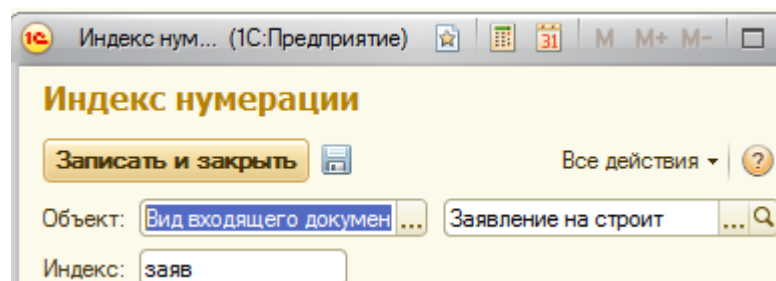 1С Индекс нум... (1С:Предприятие) 31 M M+ M-
Индекс нумерации
Записать и закрыть Все действия ?
Объект: Вид входящего докумен ... Заявление на строит ...
Индекс: заяв